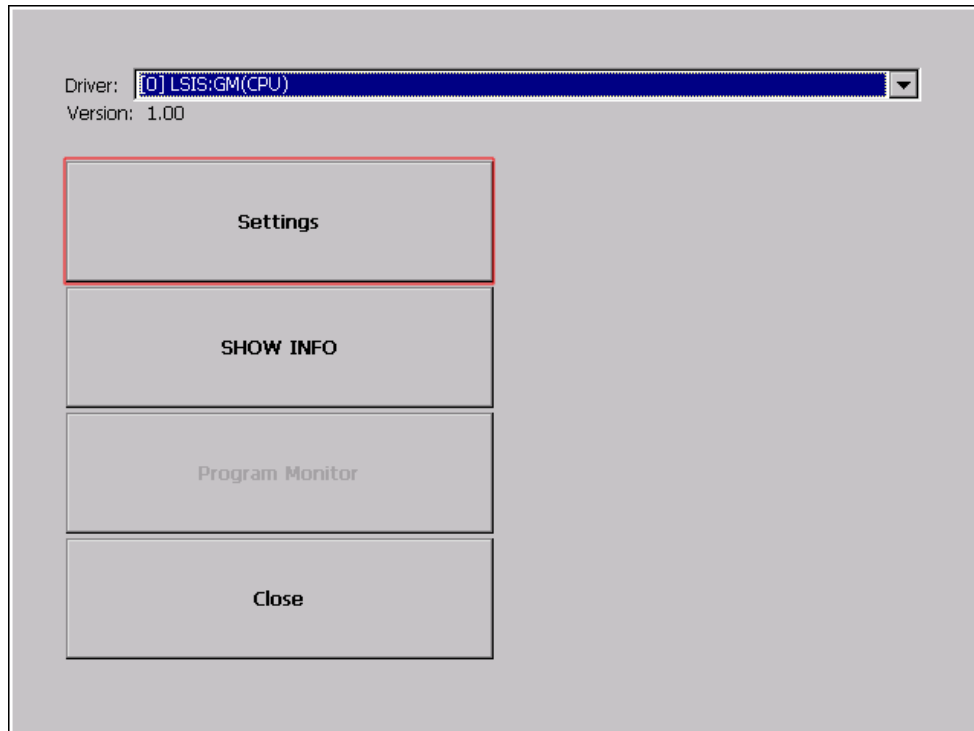 Driver: [0] LSIS:GM(CPU)
Version: 1.00
Settings
SHOW INFO
Program Monitor
Close